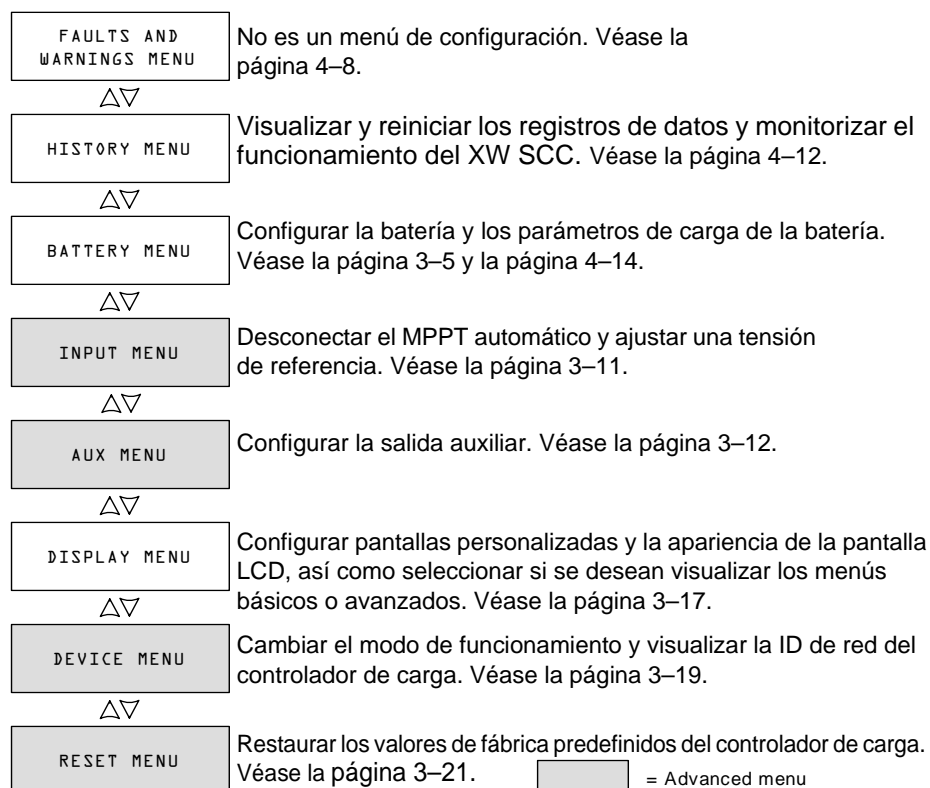 FAULTS AND
WARNINGS MENU
No es un menú de configuración. Véase la
página 4–8.
HISTORY MENU
Visualizar y reiniciar los registros de datos y monitorizar el
funcionamiento del XW SCC. Véase la página 4–12.
BATTERY MENU
Configurar la batería y los parámetros de carga de la batería.
Véase la página 3–5 y la página 4–14.
INPUT MENU
Desconectar el MPPT automático y ajustar una tensión
de referencia. Véase la página 3–11.
AUX MENU
Configurar la salida auxiliar. Véase la página 3–12.
DISPLAY MENU
Configurar pantallas personalizadas y la apariencia de la pantalla
LCD, así como seleccionar si se desean visualizar los menús
básicos o avanzados. Véase la página 3–17.
DEVICE MENU
Cambiar el modo de funcionamiento y visualizar la ID de red del
controlador de carga. Véase la página 3–19.
RESET MENU
Restaurar los valores de fábrica predefinidos del controlador de carga.
Véase la página 3–21.
= Advanced menu